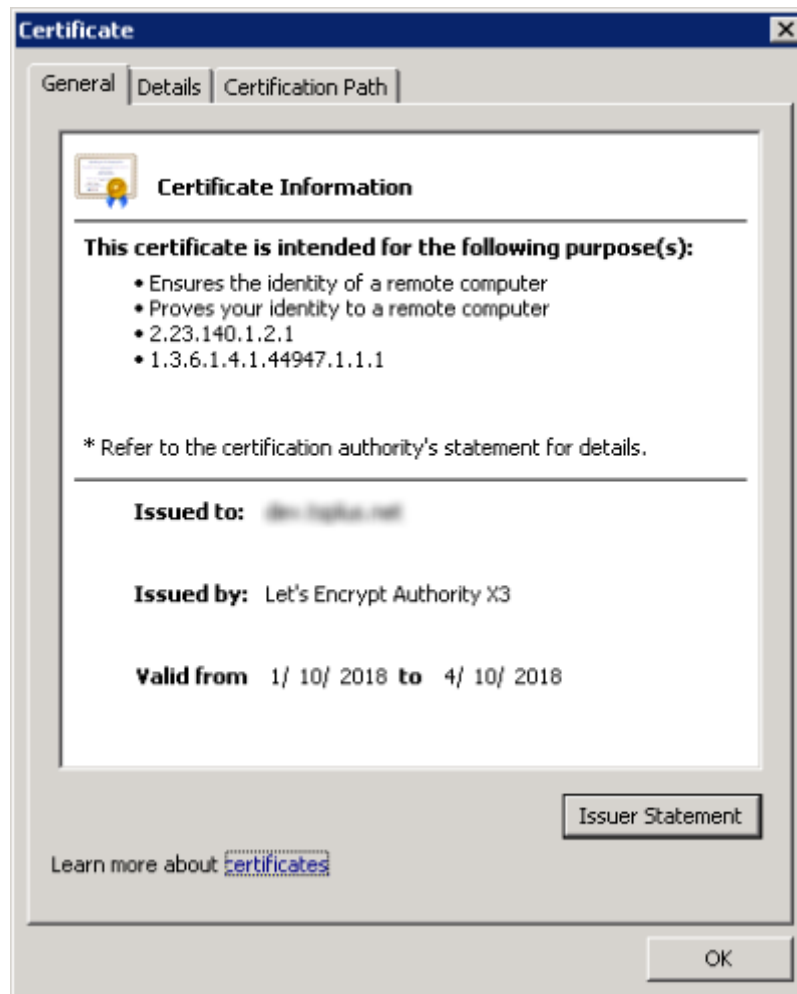 Certificate
General Details Certification Path
Certificate Information
This certificate is intended for the following purpose(s):
• Ensures the identity of a remote computer
• Proves your identity to a remote computer
• 2.23.140.1.2.1
• 1.3.6.1.4.1.44947.1.1.1
* Refer to the certification authority's statement for details.
Issued to:
Issued by: Let's Encrypt Authority X3
Valid from 1/ 10/ 2018 to 4/ 10/ 2018
Issuer Statement
Learn more about certificates
OK